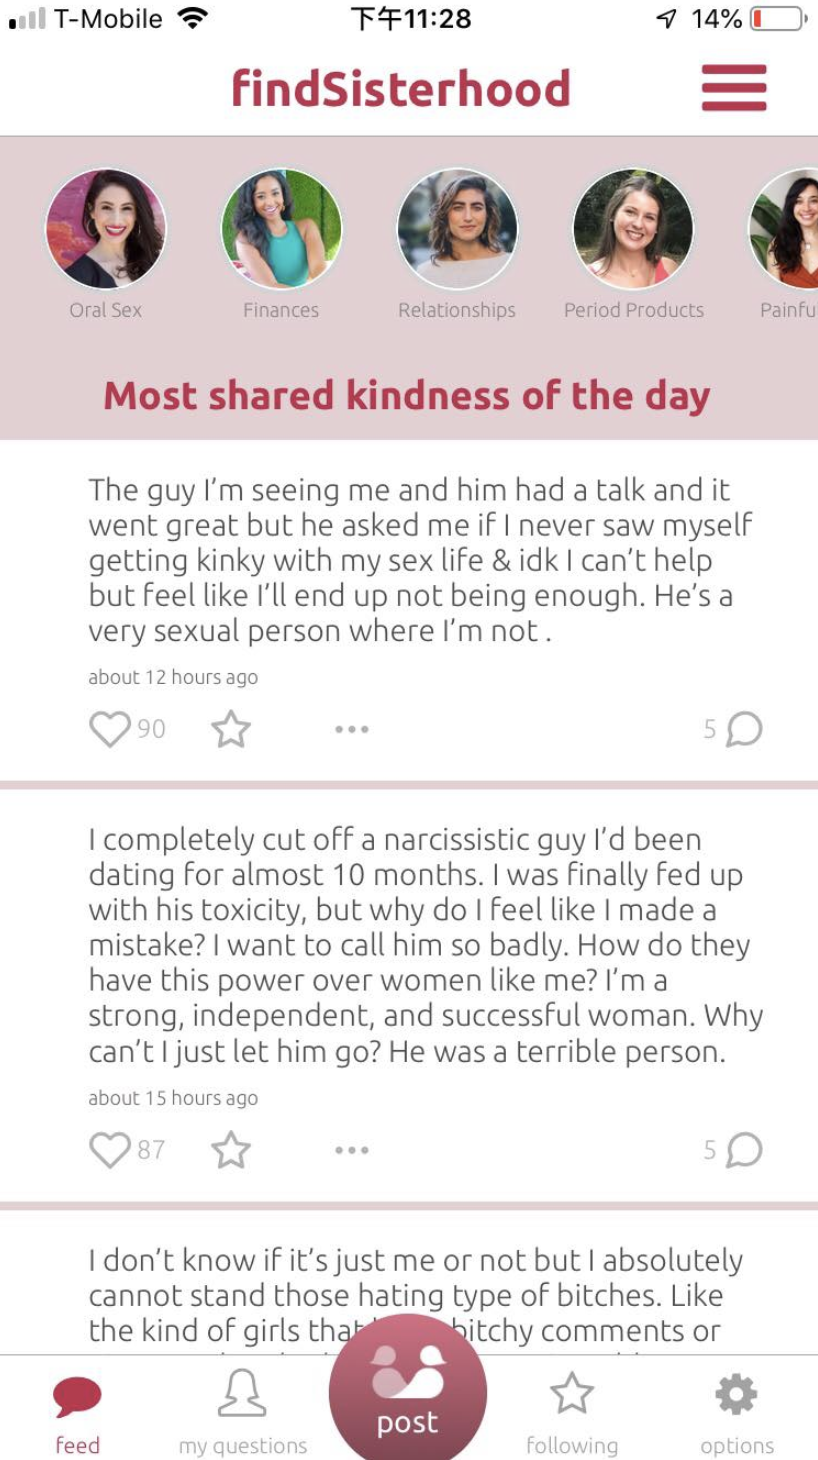 T-Mobile 下午11:28 14%
findSisterhood
Oral Sex Finances Relationships Period Products Painfu
Most shared kindness of the day
The guy I'm seeing me and him had a talk and it
went great but he asked me if I never saw myself
getting kinky with my sex life & idk I can't help
but feel like I'll end up not being enough. He's a
very sexual person where I'm not .
about 12 hours ago
90 5
I completely cut off a narcissistic guy I'd been
dating for almost 10 months. I was finally fed up
with his toxicity, but why do I feel like I made a
mistake? I want to call him so badly. How do they
have this power over women like me? I'm a
strong, independent, and successful woman. Why
can't I just let him go? He was a terrible person.
about 15 hours ago
87 5
I don't know if it's just me or not but I absolutely
cannot stand those hating type of bitches. Like
the kind of girls that bitchy comments or
feed my questions post following options